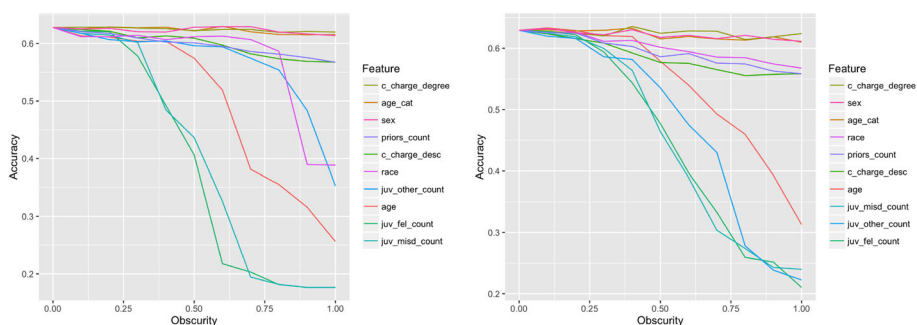 0.6
0.5
0.4
0.3
0.2
Accuracy
0.00
0.25
0.50
0.75
1.00
Obscurity
Feature
c_charge_degree
age_cat
sex
priors_count
c_charge_desc
race
juv_other_count
age
juv_fel_count
juv_misd_count
0.6
0.5
0.4
0.3
0.2
Accuracy
0.00
0.25
0.50
0.75
1.00
Obscurity
Feature
c_charge_degree
sex
age_cat
race
priors_count
c_charge_desc
age
juv_misd_count
juv_other_count
juv_fel_count